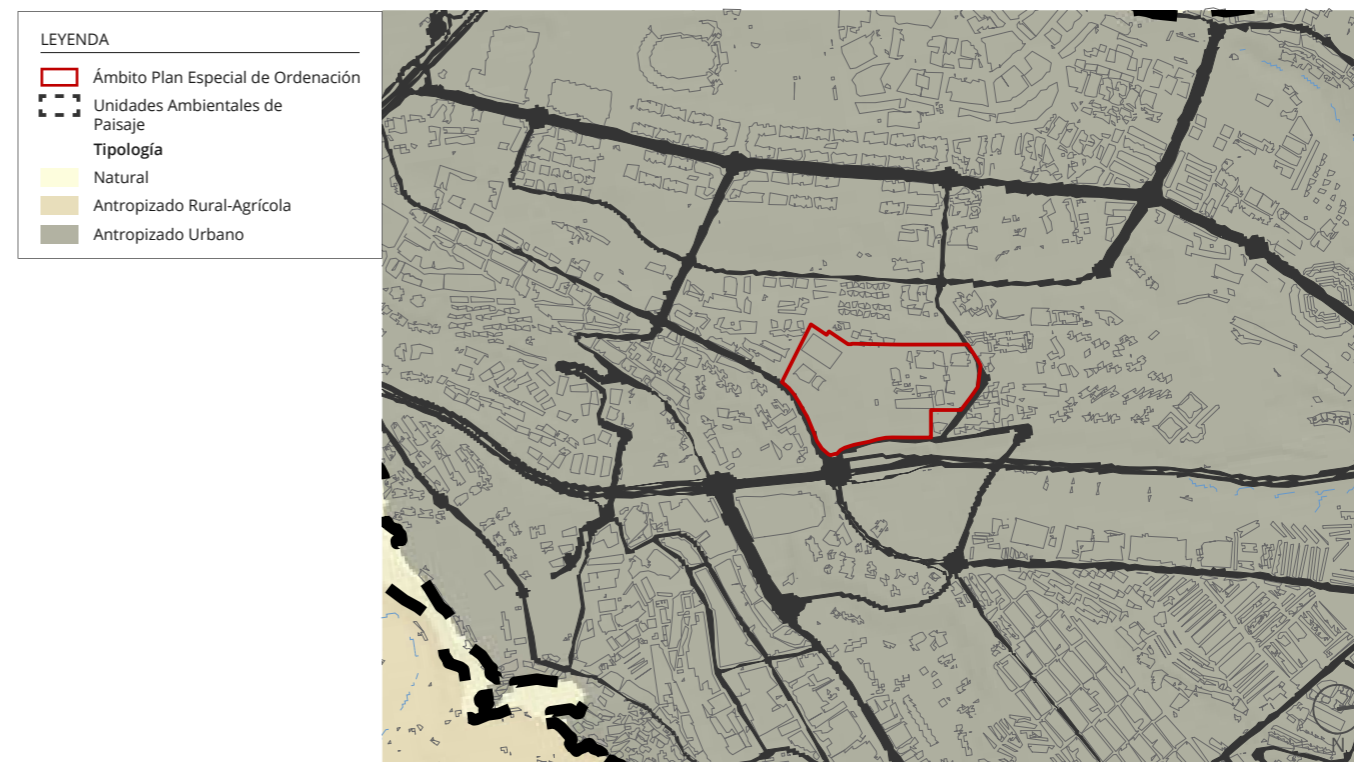 LEYENDA
Ámbito Plan Especial de Ordenación
Unidades Ambientales de
Paisaje
Tipología
Natural
Antropizado Rural-Agrícola
Antropizado Urbano
N